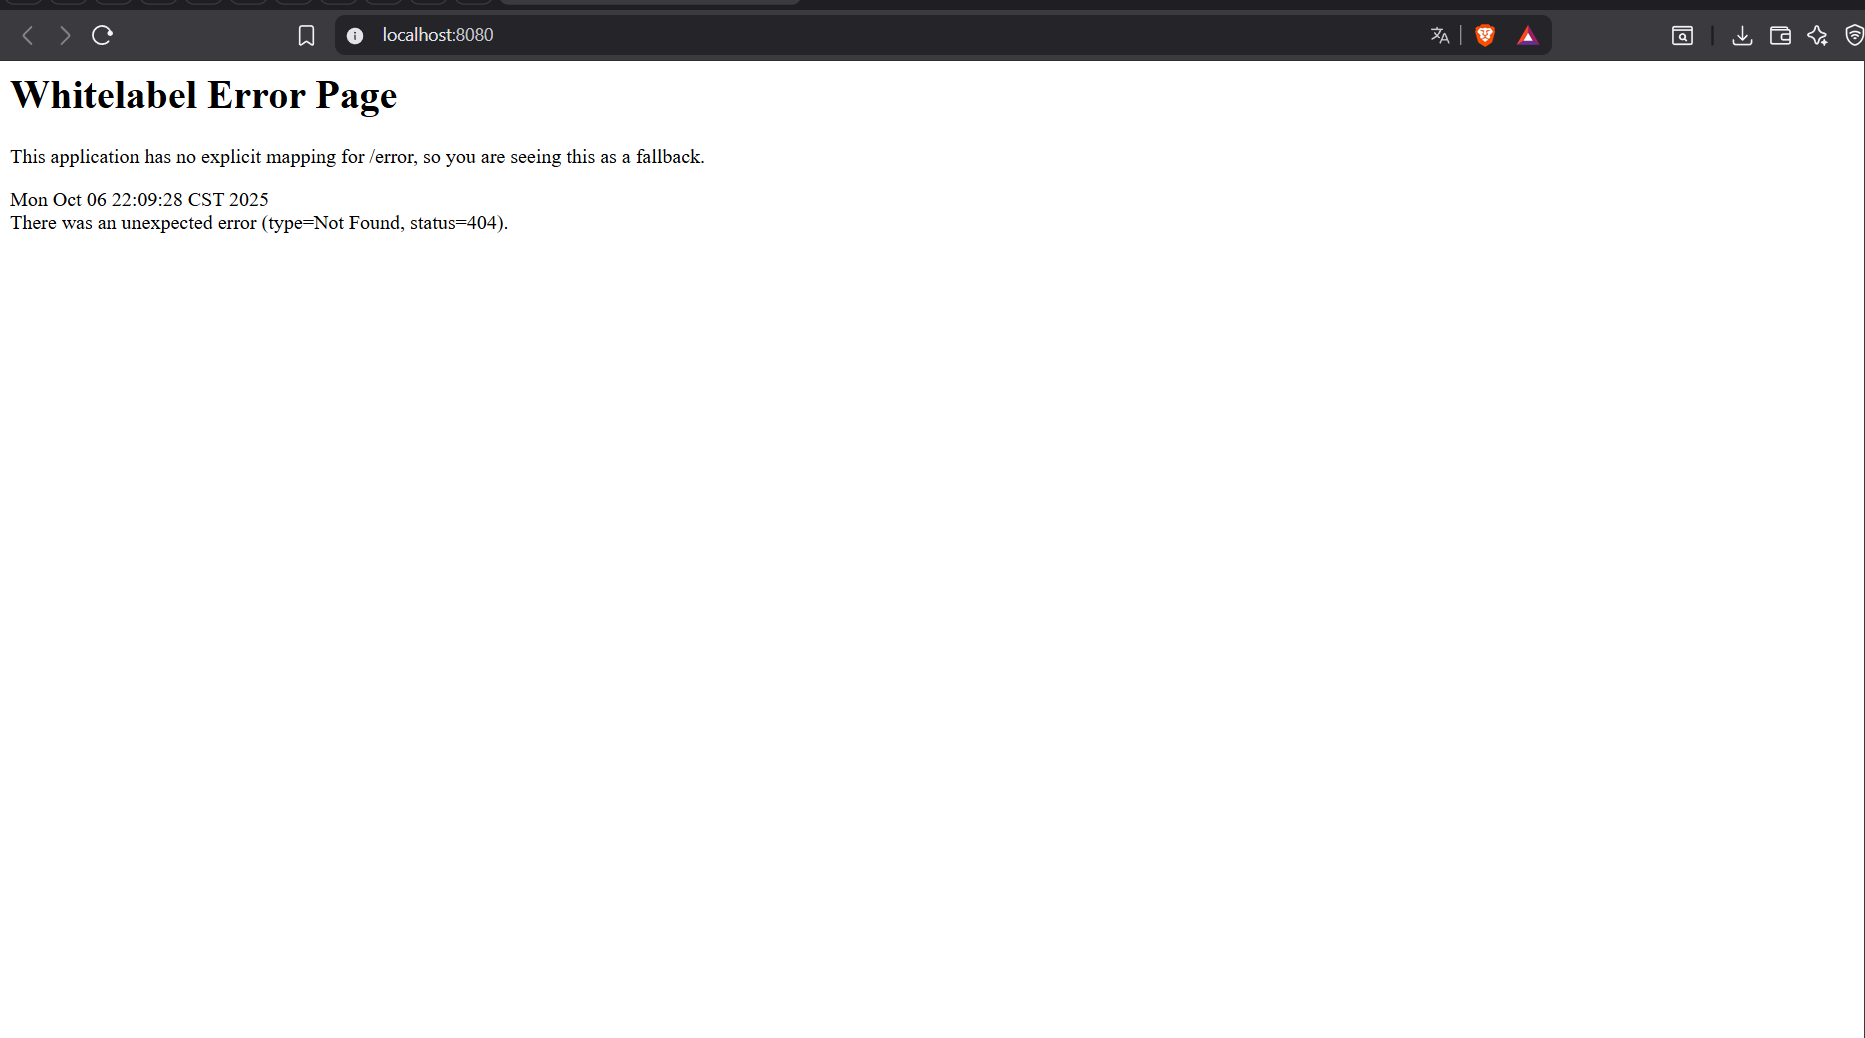 localhost:8080
Whitelabel Error Page
This application has no explicit mapping for /error, so you are seeing this as a fallback.
Mon Oct 06 22:09:28 CST 2025
There was an unexpected error (type=Not Found, status=404).